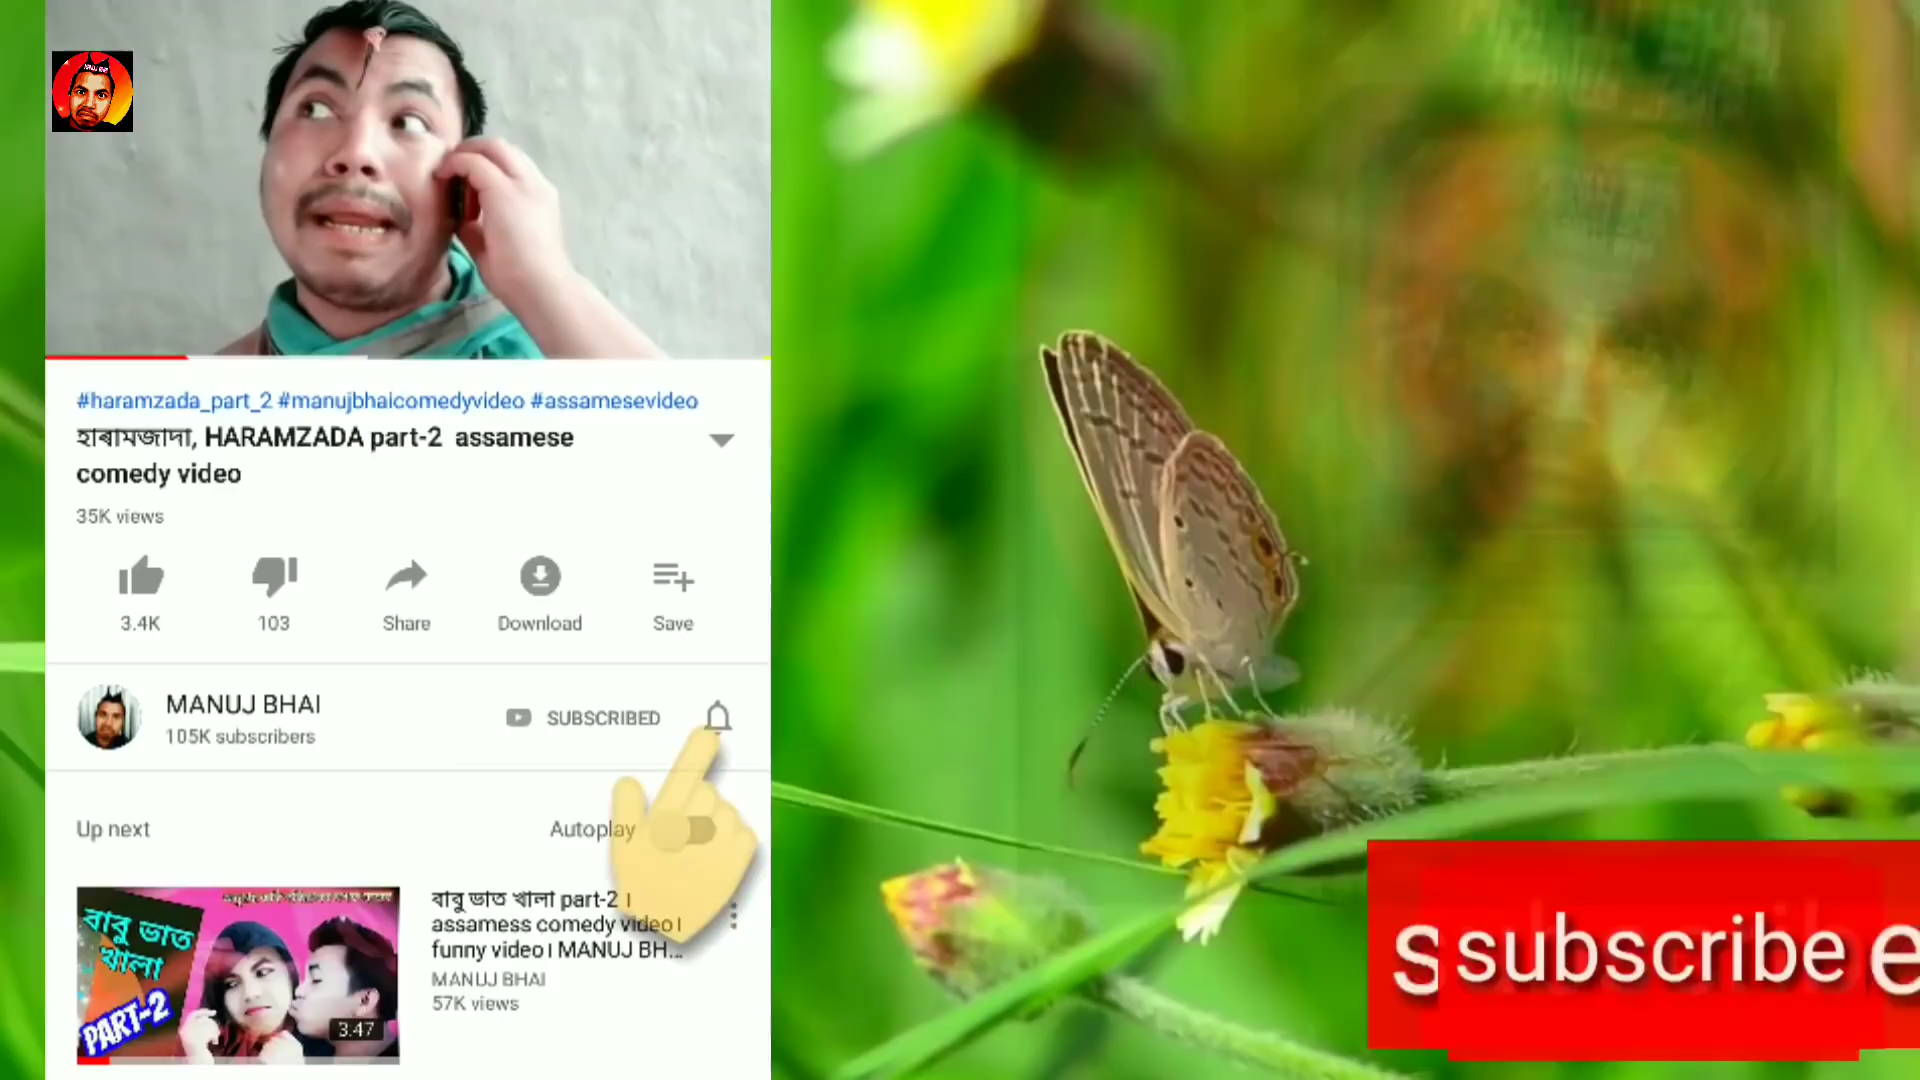 #haramzada_part_2 #manujbhaicomedyvideo #assamesevideo
হাৰামজাদা, HARAMZADA part-2 assamese
comedy video
35K views
3.4K
103
Share
Download
Save
MANUJ BHAI
105K subscribers
SUBSCRIBED
Up next
Autoplay
বাবু ভাত
খালা
PART-2
3.47
বাবু ভাত খালা part-2 ।
assamess comedy video।
funny video। MANUJ BH...
MANUJ BHAI
57K views
subscribe